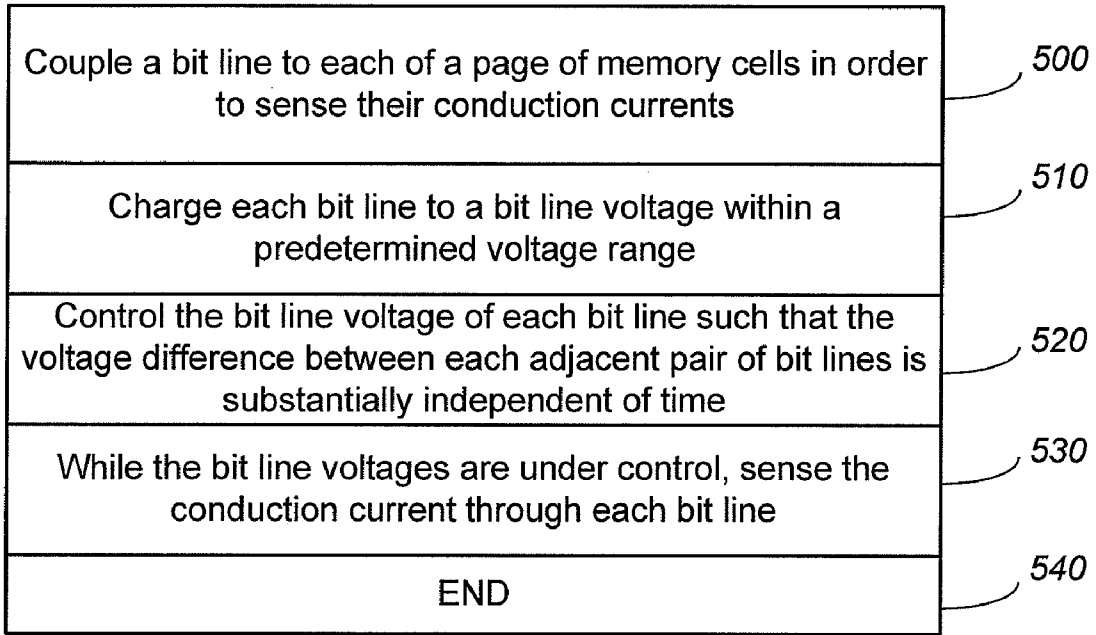 Couple a bit line to each of a page of memory cells in order
to sense their conduction currents
500
Charge each bit line to a bit line voltage within a
predetermined voltage range
510
Control the bit line voltage of each bit line such that the
voltage difference between each adjacent pair of bit lines is
substantially independent of time
520
While the bit line voltages are under control, sense the
conduction current through each bit line
530
END
540